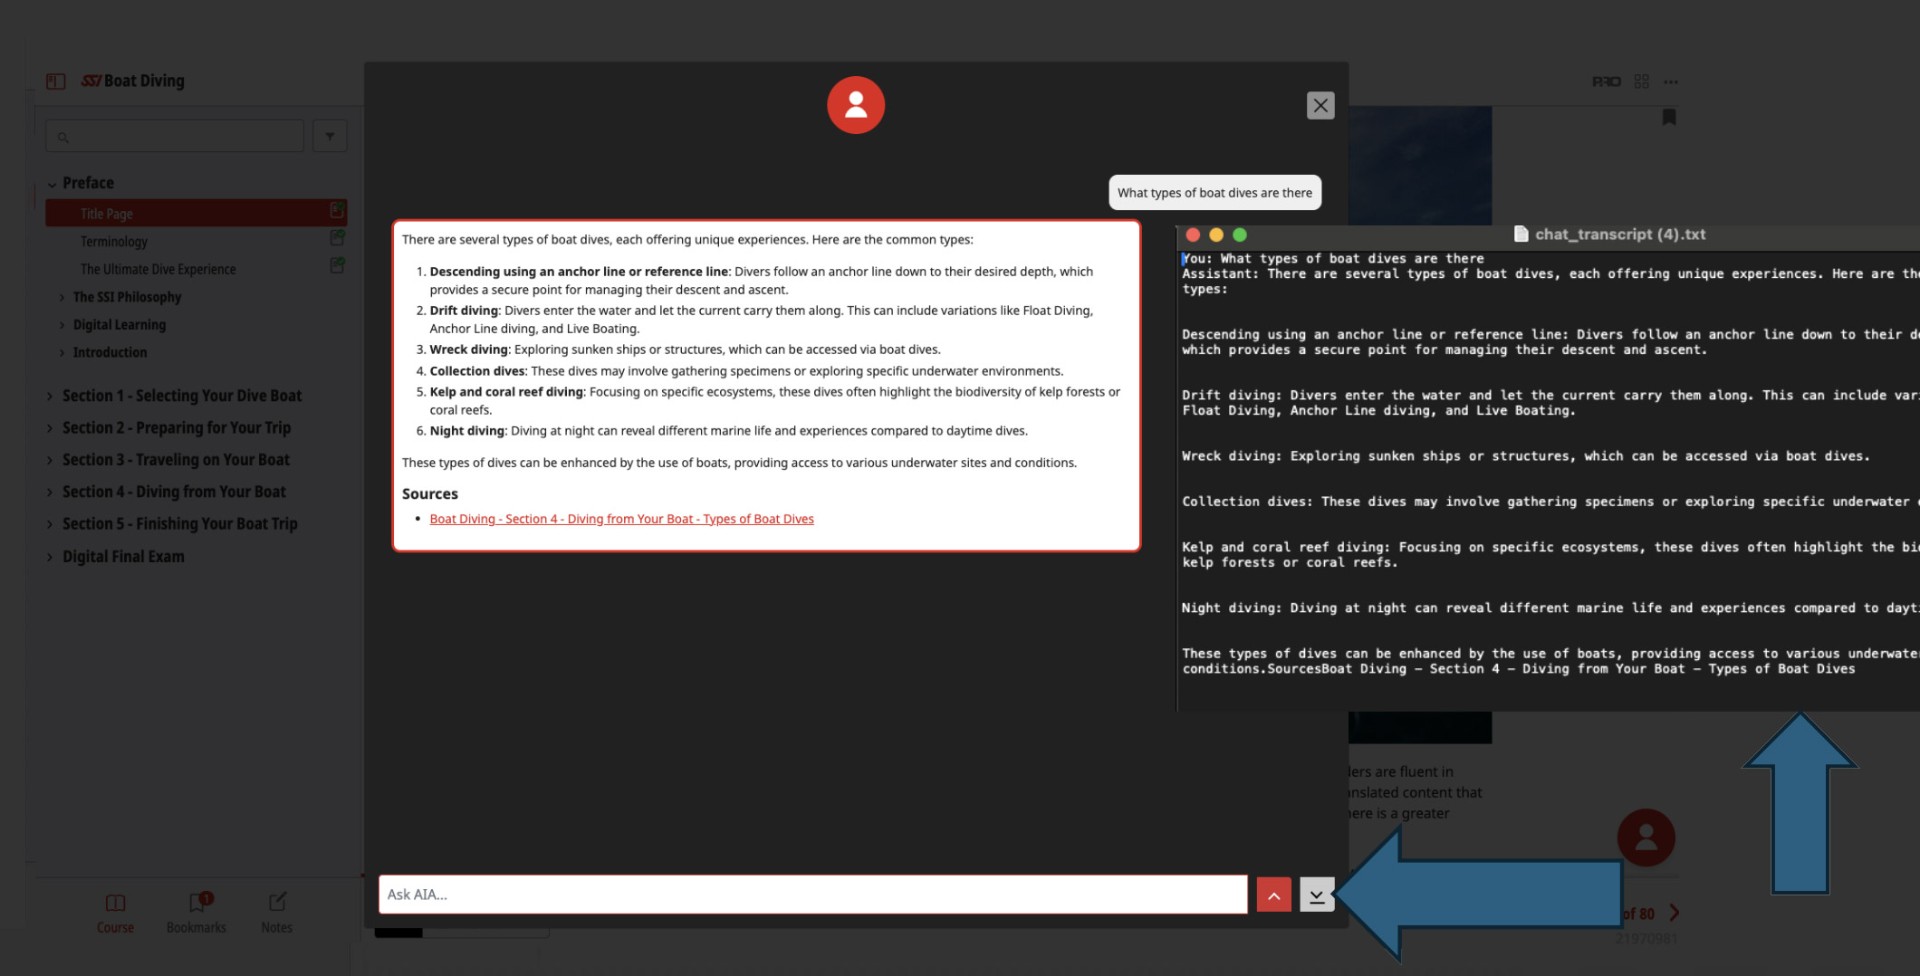 SSI Boat Diving
PRO
Preface
Title Page
Terminology
The Ultimate Dive Experience
The SSI Philosophy
Digital Learning
Introduction
Section 1 - Selecting Your Dive Boat
Section 2 - Preparing for Your Trip
Section 3 - Traveling on Your Boat
Section 4 - Diving from Your Boat
Section 5 - Finishing Your Boat Trip
Digital Final Exam
1
Course
Bookmarks
Notes
What types of boat dives are there
There are several types of boat dives, each offering unique experiences. Here are the common types:
1. Descending using an anchor line or reference line: Divers follow an anchor line down to their desired depth, which
provides a secure point for managing their descent and ascent.
2. Drift diving: Divers enter the water and let the current carry them along. This can include variations like Float Diving,
Anchor Line diving, and Live Boating.
3. Wreck diving: Exploring sunken ships or structures, which can be accessed via boat dives.
4. Collection dives: These dives may involve gathering specimens or exploring specific underwater environments.
5. Kelp and coral reef diving: Focusing on specific ecosystems, these dives often highlight the biodiversity of kelp forests or
coral reefs.
6. Night diving: Diving at night can reveal different marine life and experiences compared to daytime dives.
These types of dives can be enhanced by the use of boats, providing access to various underwater sites and conditions.
Sources
• Boat Diving - Section 4 - Diving from Your Boat - Types of Boat Dives
Ask AIA...
chat_transcript (4).txt
You: What types of boat dives are there
Assistant: There are several types of boat dives, each offering unique experiences. Here are the
types:
Descending using an anchor line or reference line: Divers follow an anchor line down to their
which provides a secure point for managing their descent and ascent.
Drift diving: Divers enter the water and let the current carry them along. This can include
Float Diving, Anchor Line diving, and Live Boating.
Wreck diving: Exploring sunken ships or structures, which can be accessed via boat dives.
Collection dives: These dives may involve gathering specimens or exploring specific underwater
Kelp and coral reef diving: Focusing on specific ecosystems, these dives often highlight the
kelp forests or coral reefs.
Night diving: Diving at night can reveal different marine life and experiences compared to
These types of dives can be enhanced by the use of boats, providing access to various underwater
conditions.SourcesBoat Diving – Section 4 – Diving from Your Boat – Types of Boat Dives
are fluent in
content that
is a greater
of 80
21970981